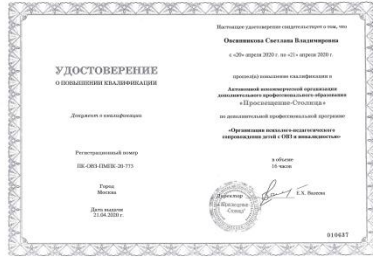 УДОСТОВЕРЕНИЕ
О ПОВЫШЕНИИ КВАЛИФИКАЦИИ
Документ о квалификации
Регистрационный номер
ПК-ОВЗ-ПМПК-20-775
Город
Москва
Дата выдачи
21.04.2020 г.
Настоящее удостоверение свидетельствует о том, что
Овсянникова Светлана Владимировна
с «20» апреля 2020 г. по «21» апреля 2020 г.
прошел(а) повышение квалификации в
Автономной некоммерческой организации
дополнительного профессионального образования
«Просвещение-Столица»
по дополнительной профессиональной программе
«Организация психолого-педагогического
сопровождения детей с ОВЗ и инвалидностью»
в объеме
16 часов
Директор
010637